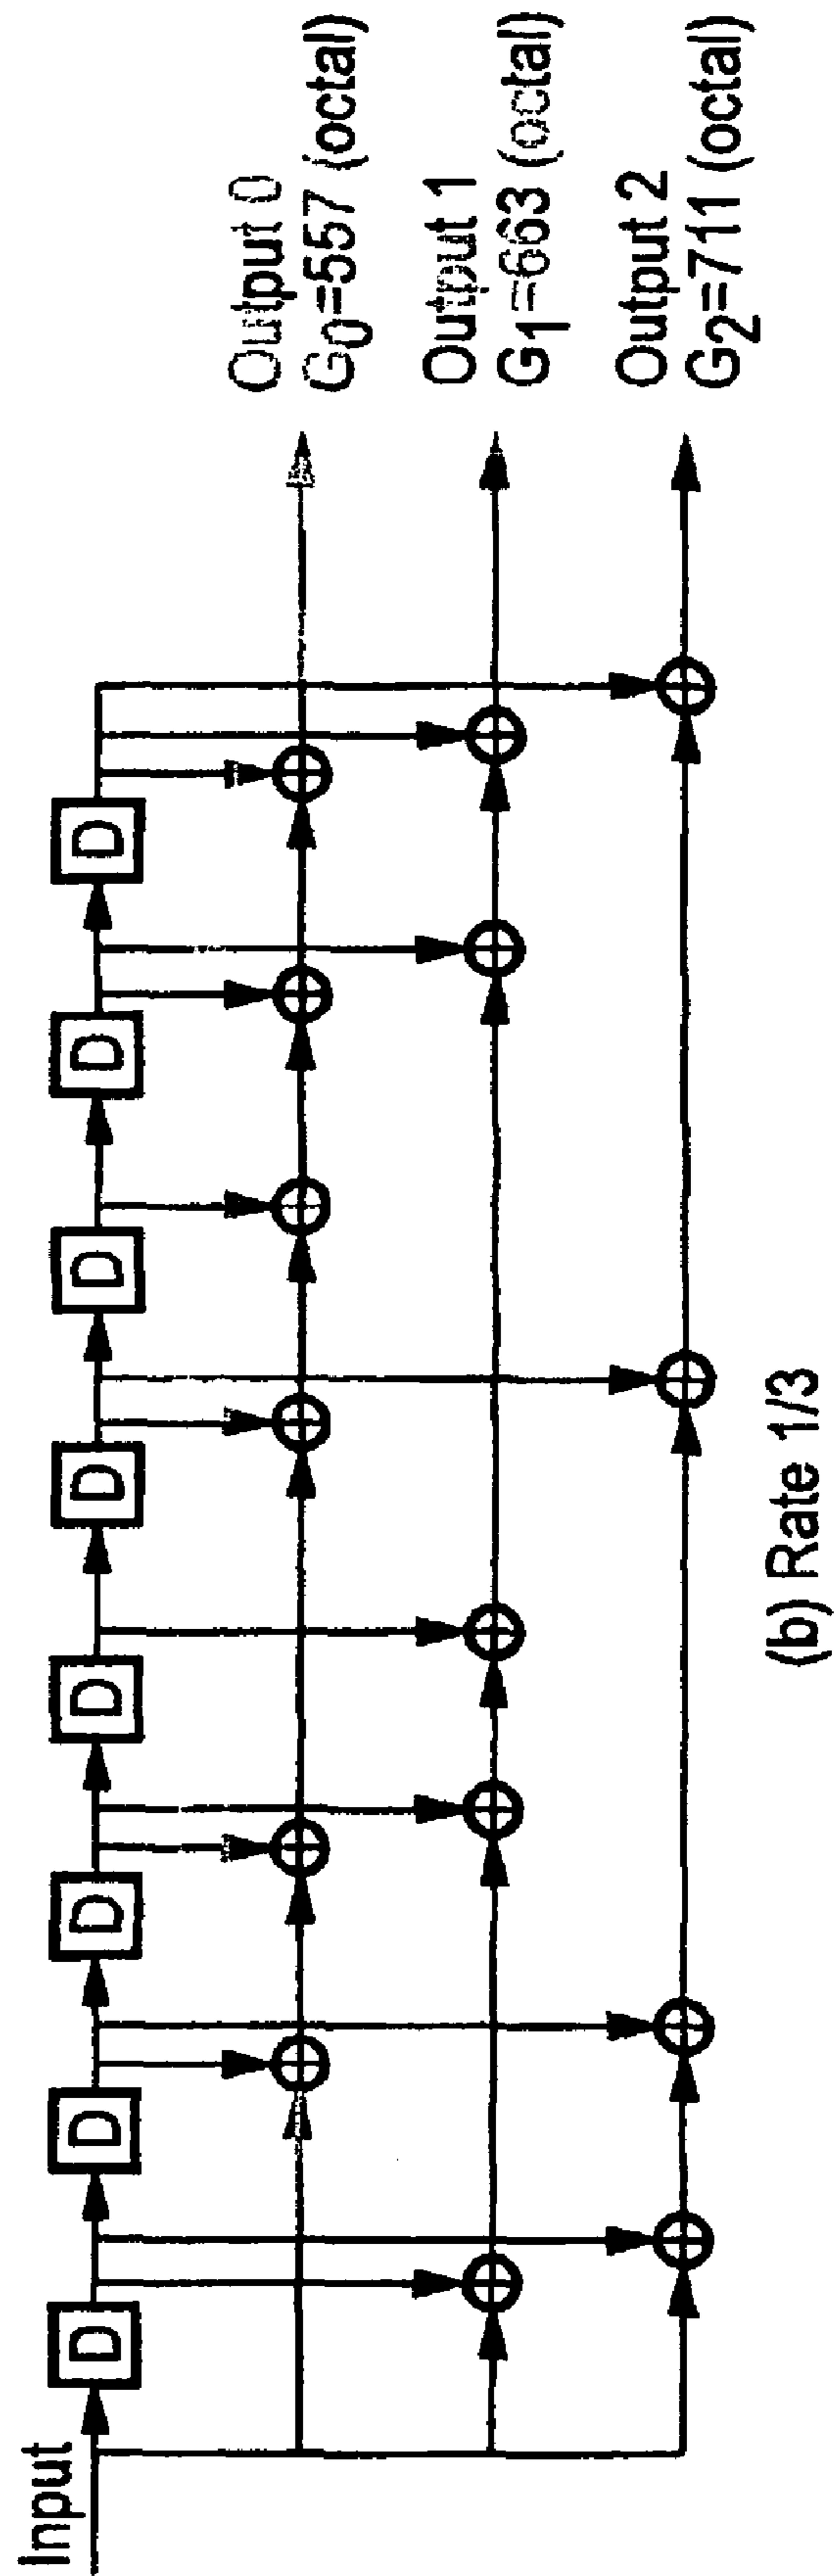 Input
D
D
D
D
D
D
D
D
Output 0
G0=557 (octal)
Output 1
G1=663 (octal)
Output 2
G2=711 (octal)
(b) Rate 1/3